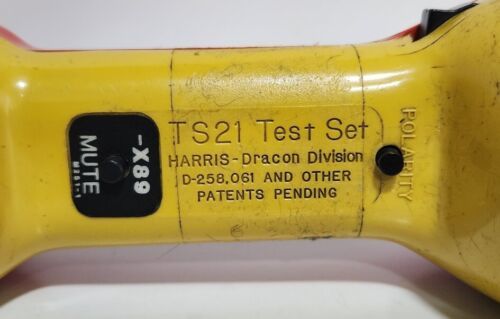 TS21 Test Set
HARRIS-Dracon Division
D-258,061 AND OTHER
PATENTS PENDING
POLARITY
-X89
MUTE